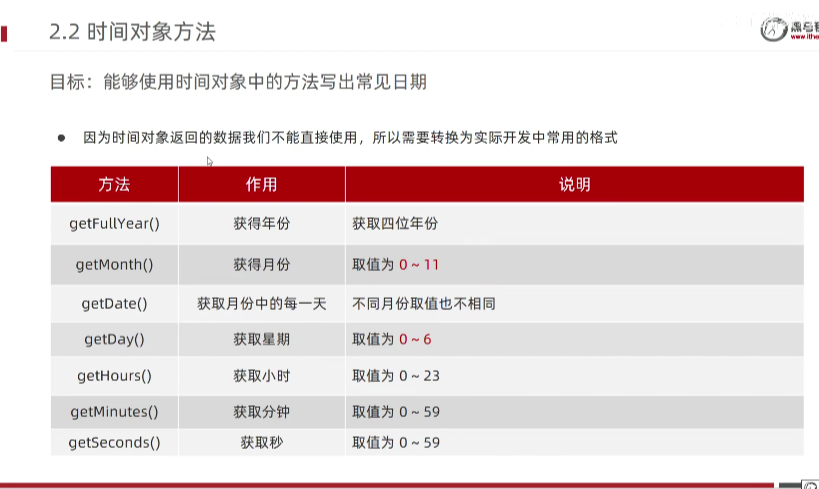 2.2 时间对象方法
目标：能够使用时间对象中的方法写出常见日期
● 因为时间对象返回的数据我们不能直接使用，所以需要转换为实际开发中常用的格式
方法 作用 说明
getFullYear() 获得年份 获取四位年份
getMonth() 获得月份 取值为 0 ~ 11
getDate() 获取月份中的每一天 不同月份取值也不相同
getDay() 获取星期 取值为 0 ~ 6
getHours() 获取小时 取值为 0 ~ 23
getMinutes() 获取分钟 取值为 0 ~ 59
getSeconds() 获取秒 取值为 0 ~ 59